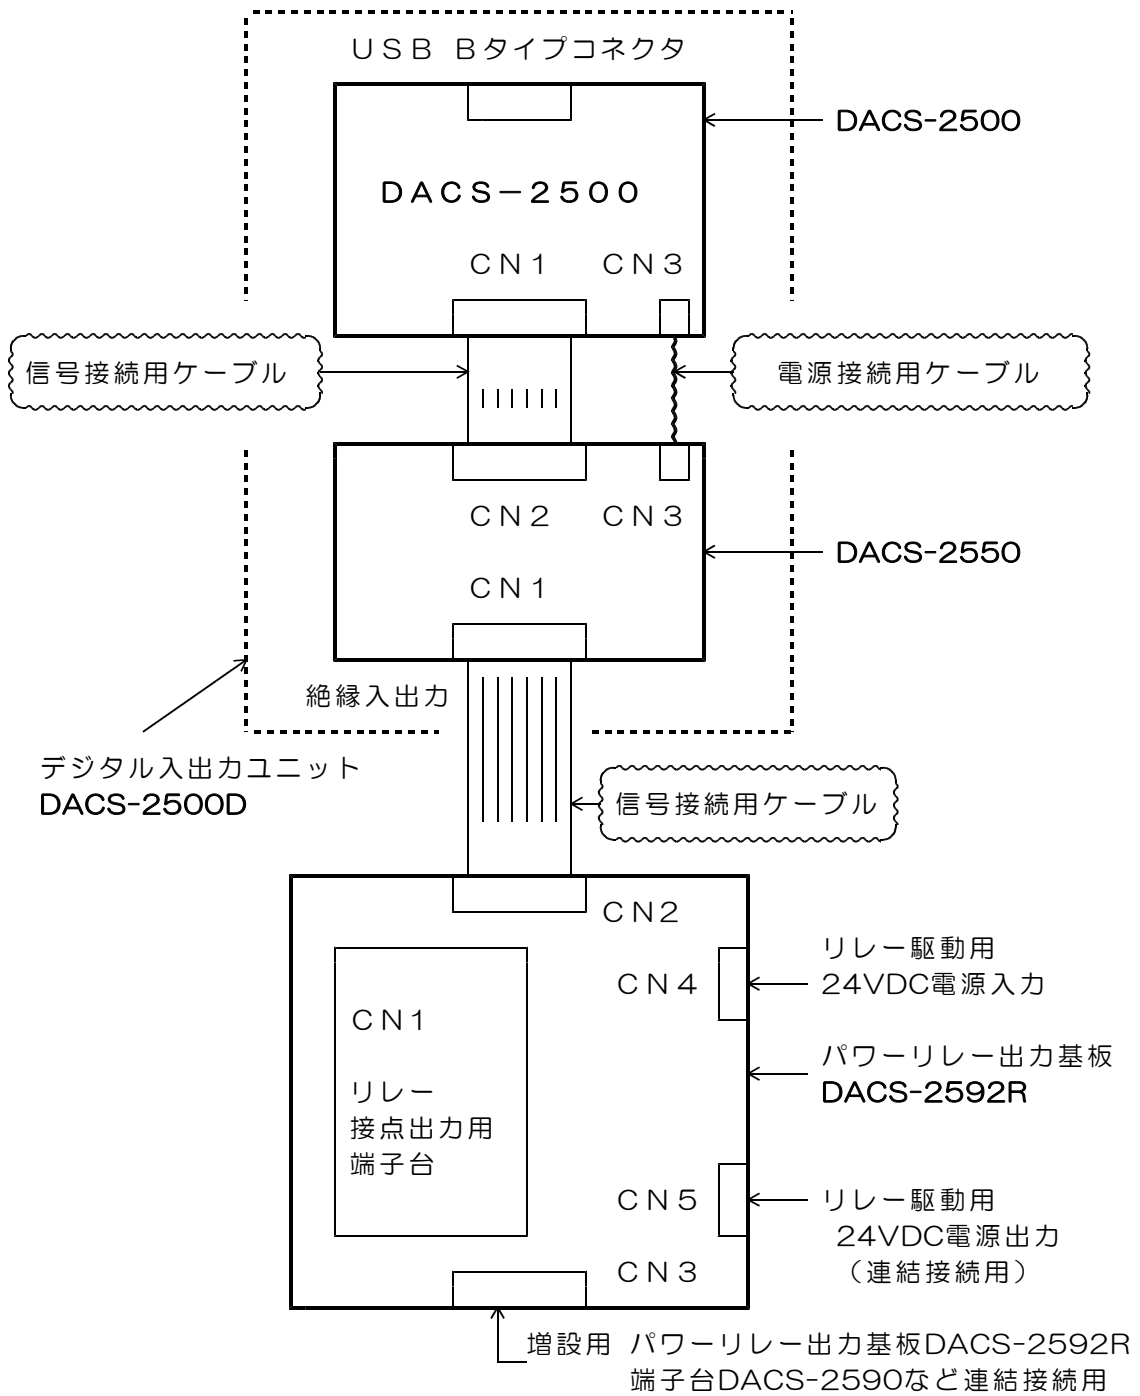 USB Bタイプコネクタ
DACS-2500
DACS−2500
CN1 CN3
信号接続用ケーブル
電源接続用ケーブル
CN2 CN3
DACS-2550
CN1
絶縁入出力
デジタル入出力ユニット
DACS-2500D
信号接続用ケーブル
CN2
リレー駆動用
24VDC電源入力
CN4
CN1
リレー
接点出力用
端子台
パワーリレー出力基板
DACS-2592R
CN5
リレー駆動用
24VDC電源出力
（連結接続用）
CN3
増設用 パワーリレー出力基板DACS-2592R
端子台DACS-2590など連結接続用